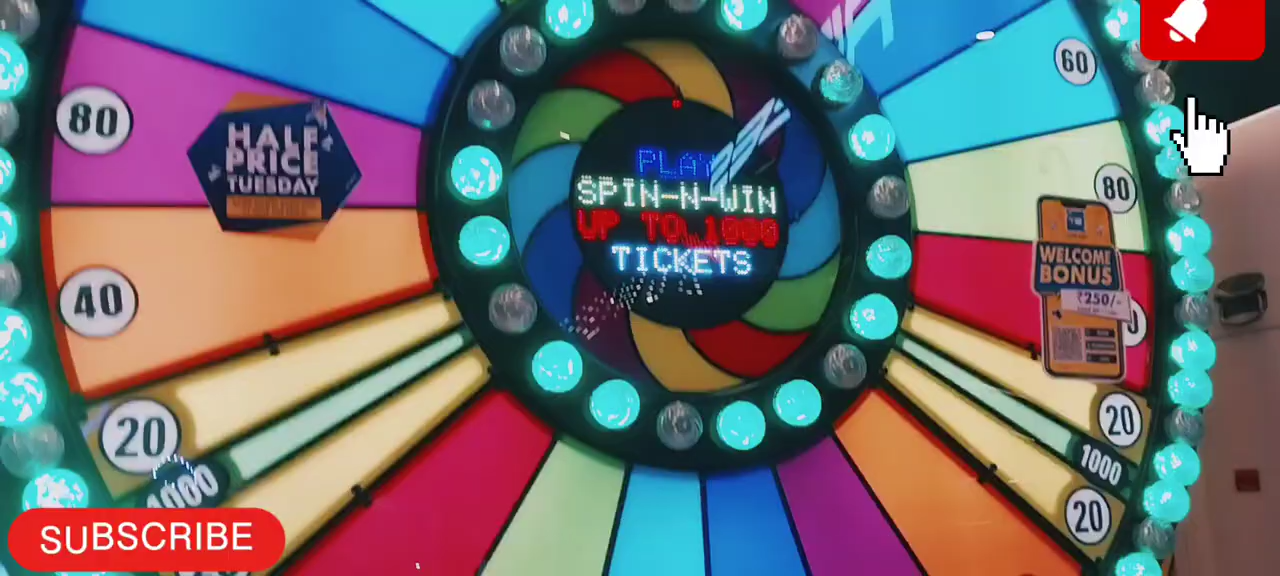 60
80
HALF
PRICE
TUESDAY
PLAY
SPIN-N-WIN
UP TO 1000
TICKETS
80
WELCOME
BONUS
₹250/-
40
20
1000
20
1000
20
SUBSCRIBE